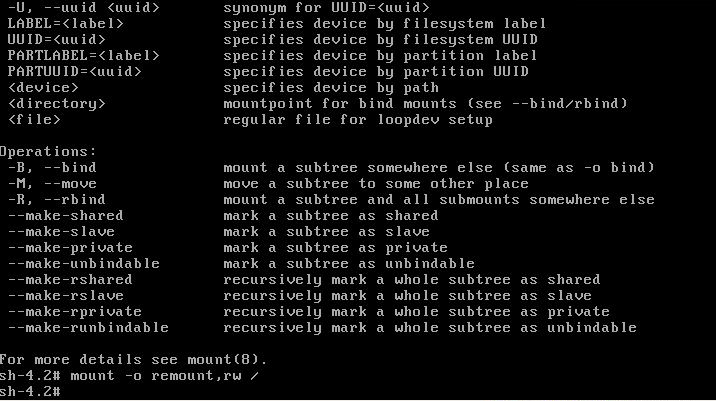 -U, --uuid <uuid>          synonym for UUID=<uuid>
LABEL=<label>              specifies device by filesystem label
UUID=<uuid>                specifies device by filesystem UUID
PARTLABEL=<label>          specifies device by partition label
PARTUUID=<uuid>            specifies device by partition UUID
<device>                   specifies device by path
<directory>                mountpoint for bind mounts (see --bind/rbind)
<file>                     regular file for loopdev setup
Operations:
-B, --bind                 mount a subtree somewhere else (same as -o bind)
-M, --move                 move a subtree to some other place
-R, --rbind                mount a subtree and all submounts somewhere else
--make-shared              mark a subtree as shared
--make-slave               mark a subtree as slave
--make-private             mark a subtree as private
--make-unbindable          mark a subtree as unbindable
--make-rshared             recursively mark a whole subtree as shared
--make-rslave              recursively mark a whole subtree as slave
--make-rprivate            recursively mark a whole subtree as private
--make-runbindable         recursively mark a whole subtree as unbindable
For more details see mount(8).
sh-4.2# mount -o remount,rw /
sh-4.2#